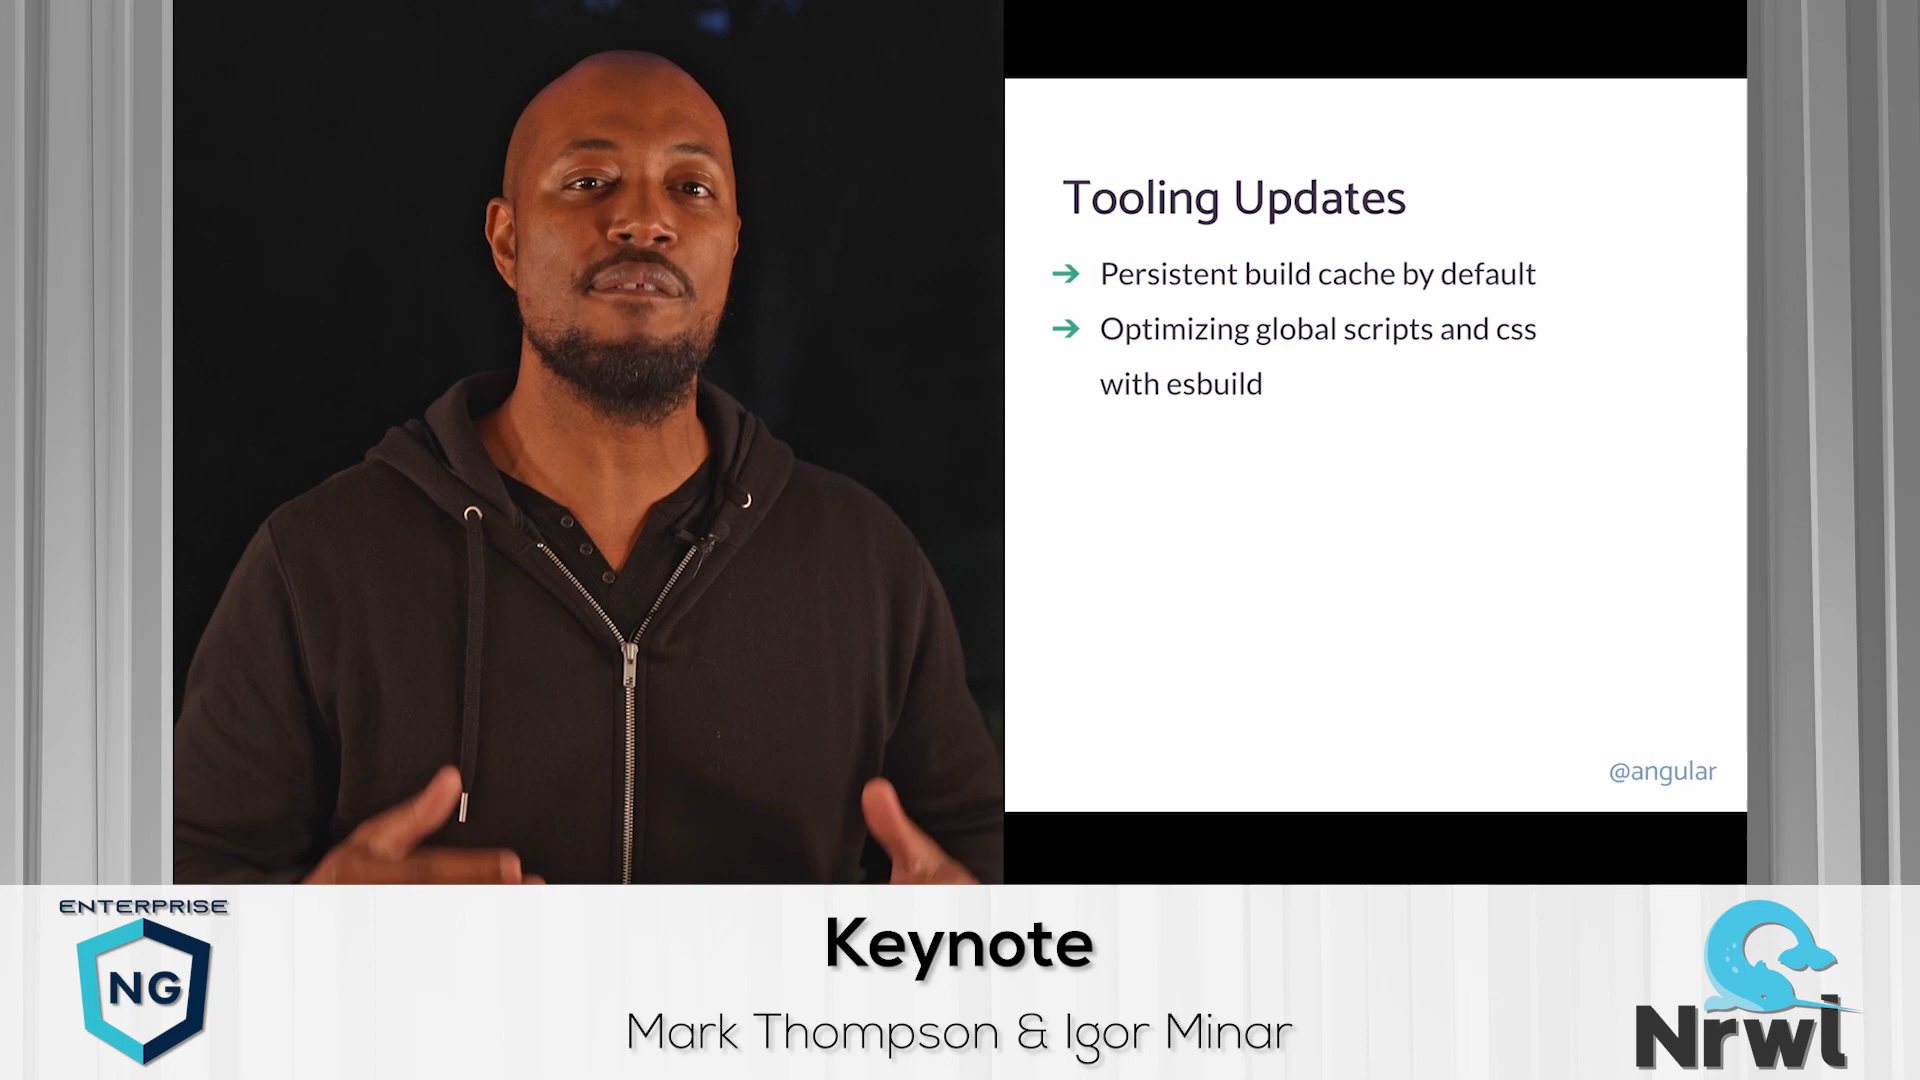 Tooling Updates
➔ Persistent build cache by default
➔ Optimizing global scripts and css
with esbuild
@angular
ENTERPRISE
NG
Keynote
Mark Thompson & Igor Minar
Nrwl